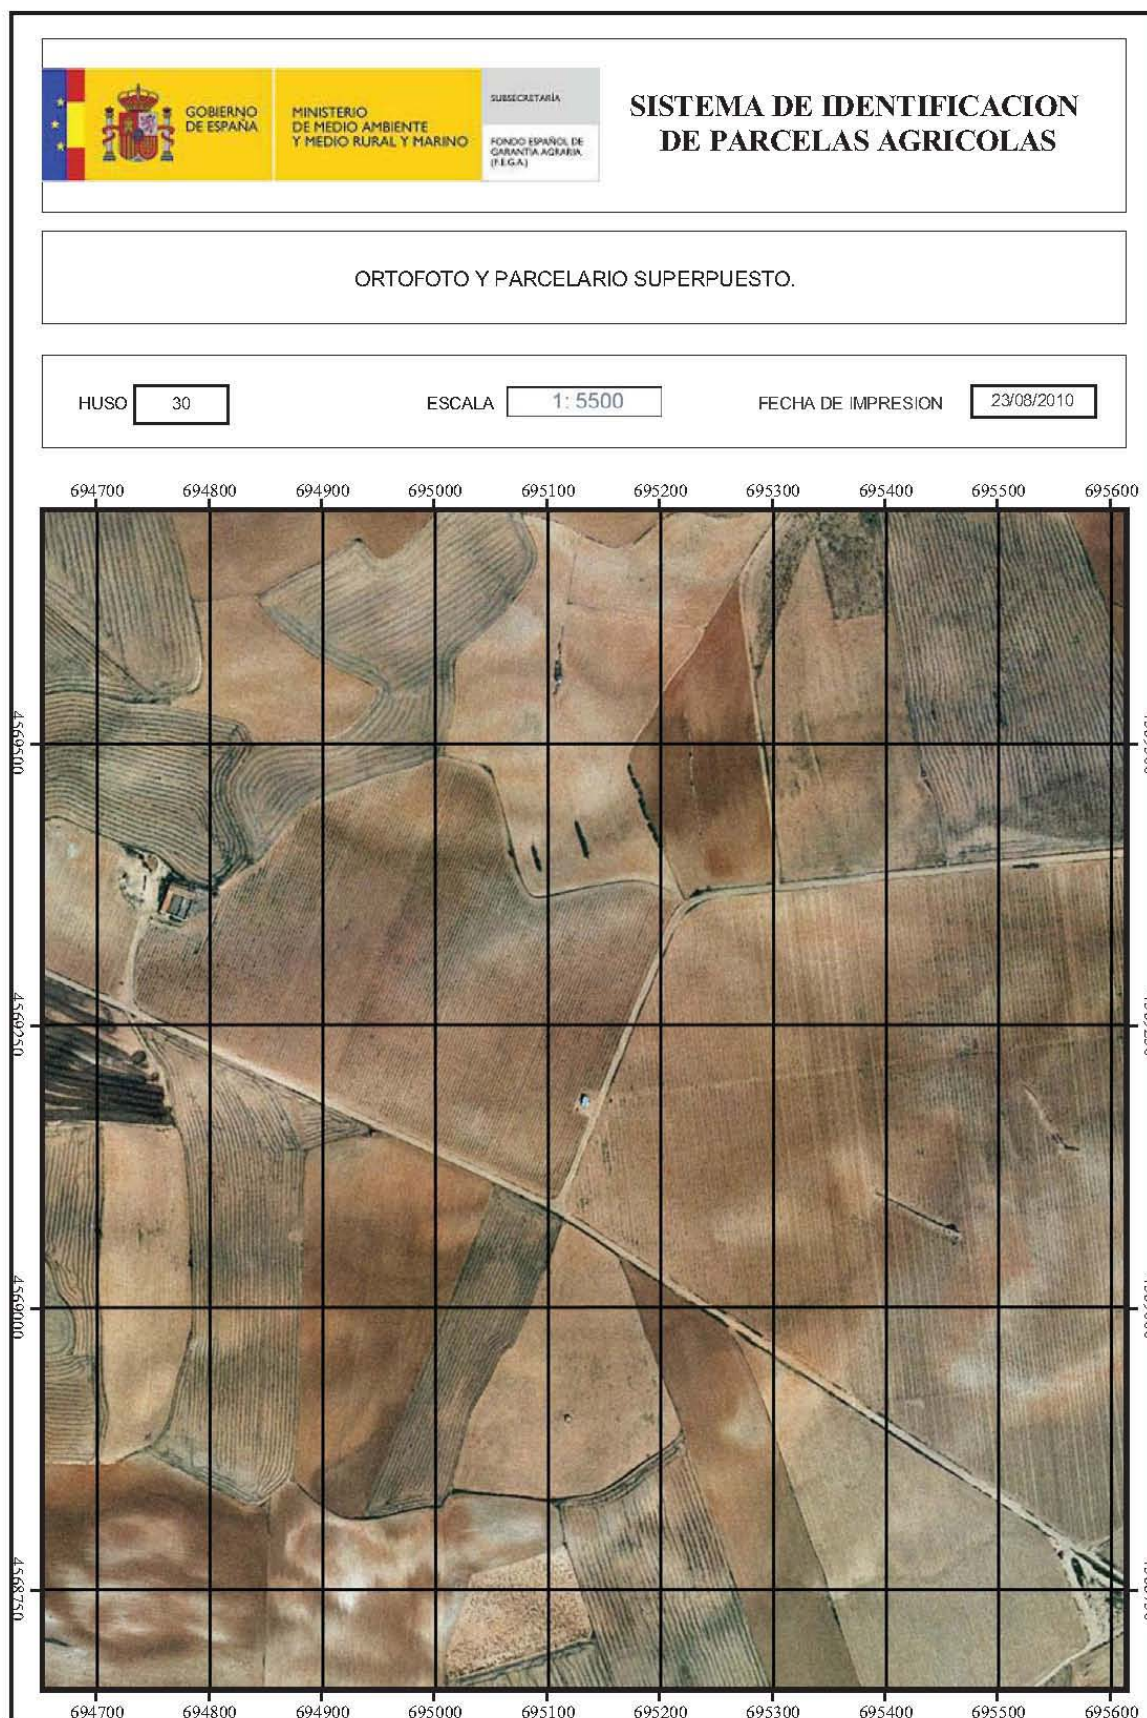 GOBIERNO
DE ESPAÑA
MINISTERIO
DE MEDIO AMBIENTE
Y MEDIO RURAL Y MARINO
SUBSECRETARÍA
FONDO ESPAÑOL DE
GARANTÍA AGRARIA
(F.E.G.A.)
SISTEMA DE IDENTIFICACION
DE PARCELAS AGRICOLAS
ORTOFOTO Y PARCELARIO SUPERPUESTO.
HUSO 30 ESCALA 1: 5500 FECHA DE IMPRESION 23/08/2010
694700 694800 694900 695000 695100 695200 695300 695400 695500 695600
4569500
4569250
4569000
4568750
694700 694800 694900 695000 695100 695200 695300 695400 695500 695600